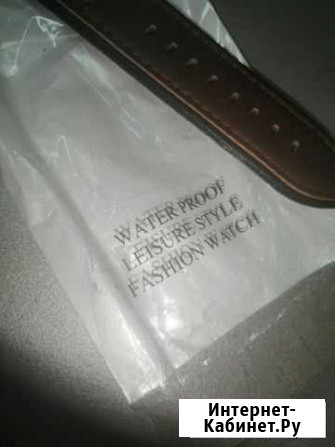 WATER PROOF
LEISURE STYLE
FASHION WATCH
Интернет-
Кабинет.Ру